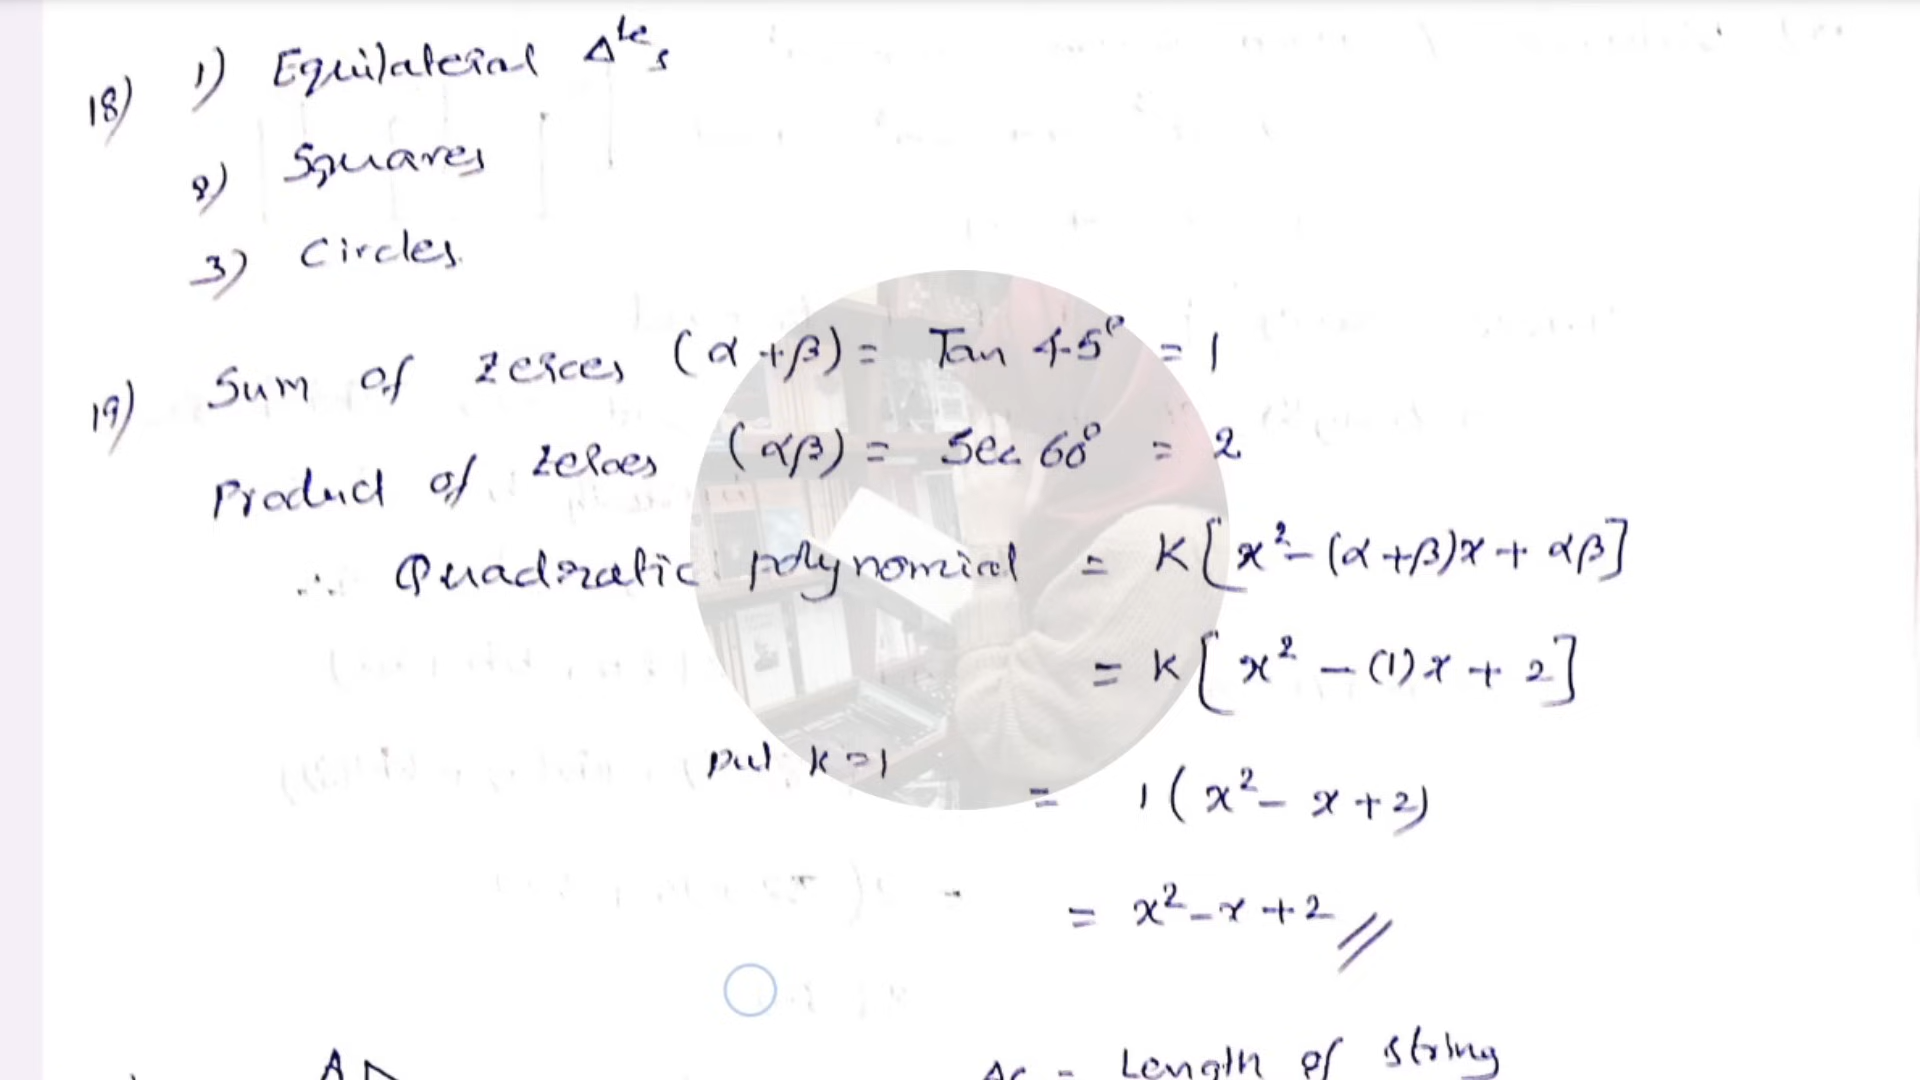 18) 1) Equilateral Δles
2) Squares
3) Circles.
19) Sum of zeroes (α+β) = Tan 45° = 1
Product of zeroes (αβ) = Sec 60° = 2
∴ Quadratic polynomial = K[x² - (α+β)x + αβ]
= K[x² - (1)x + 2]
put K=1
= 1(x² - x + 2)
= x² - x + 2 //
A
AC - Length of string